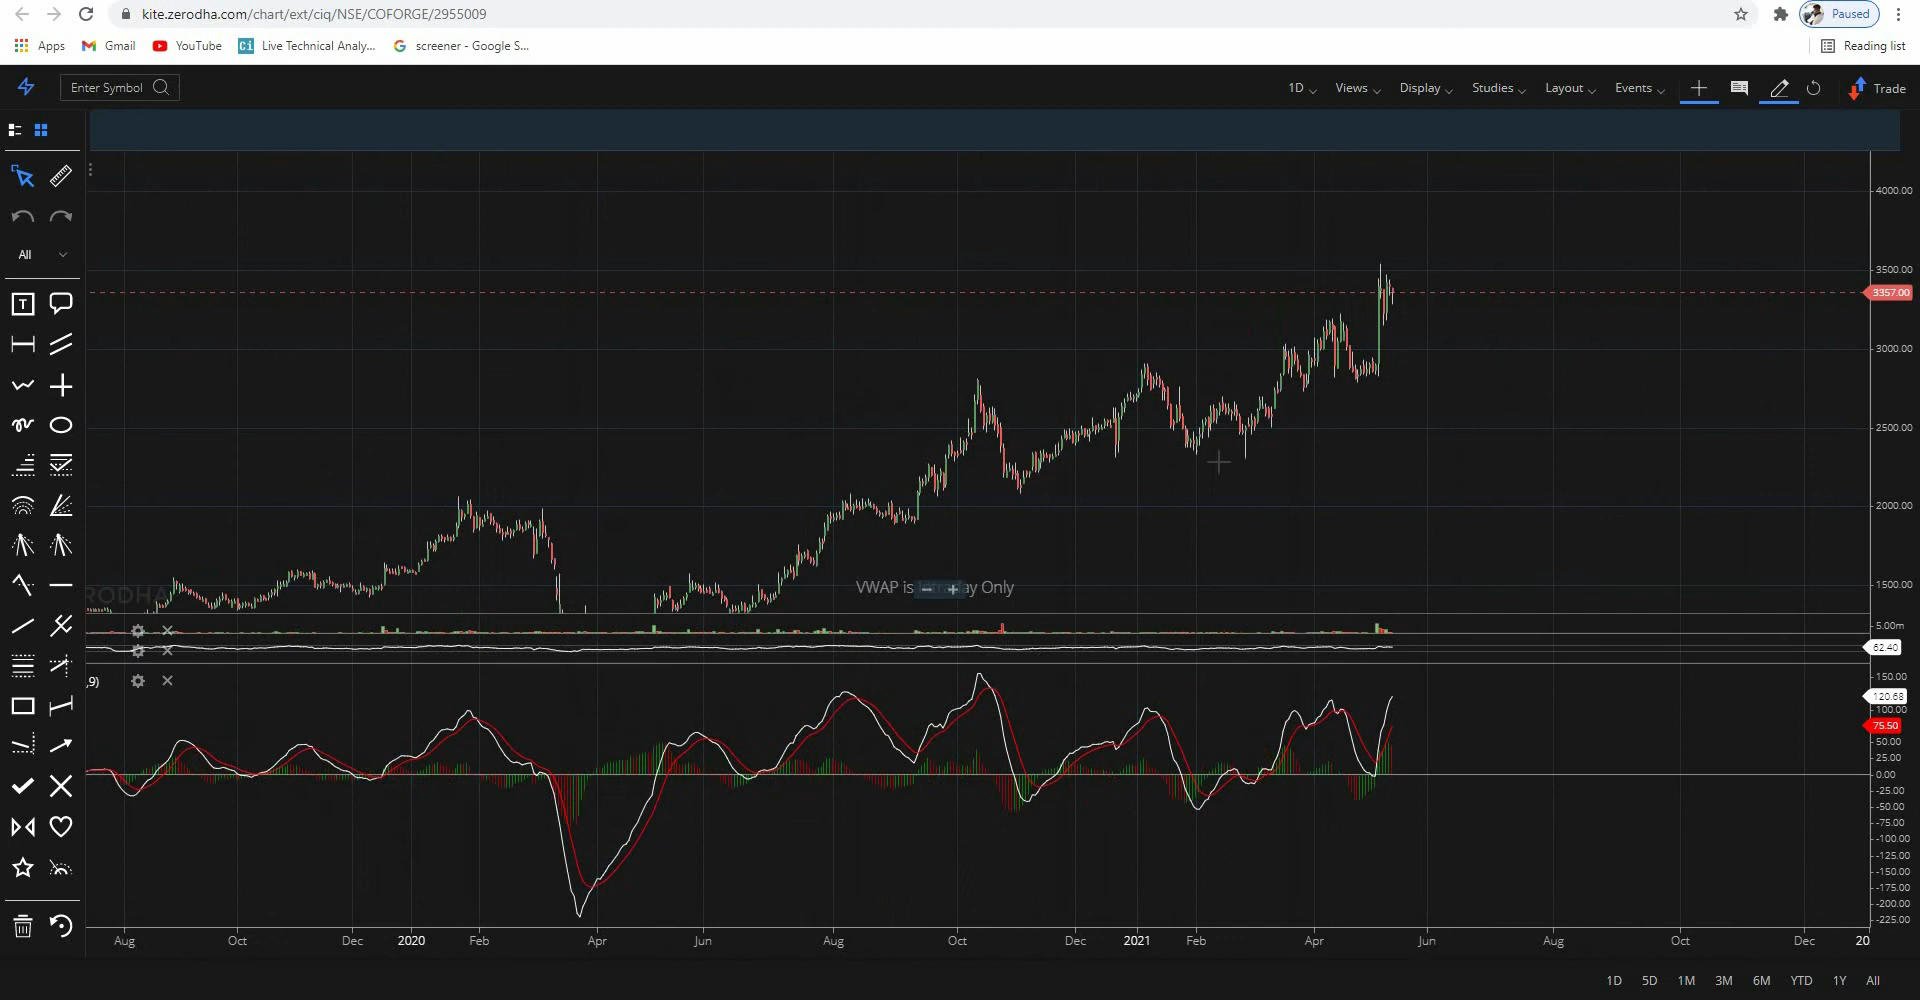 kite.zerodha.com/chart/ext/ciq/NSE/COFORGE/2955009
Paused
Apps Gmail YouTube Live Technical Analy... screener - Google S...
Reading list
Enter Symbol
1D Views Display Studies Layout Events Trade
All
4000.00
3500.00
3357.00
3000.00
2500.00
2000.00
1500.00
RODHA
VWAP is Intraday Only
5.00m
62.40
,9)
150.00
120.68
100.00
75.50
50.00
25.00
0.00
-25.00
-50.00
-75.00
-100.00
-125.00
-150.00
-175.00
-200.00
-225.00
Aug Oct Dec 2020 Feb Apr Jun Aug Oct Dec 2021 Feb Apr Jun Aug Oct Dec 20
1D 5D 1M 3M 6M YTD 1Y All